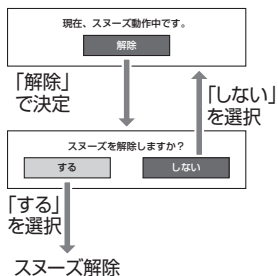 現在、スヌーズ動作中です。
解除
「解除」
で決定
「しない」
を選択
スヌーズを解除しますか？
する
しない
「する」
を選択
スヌーズ解除